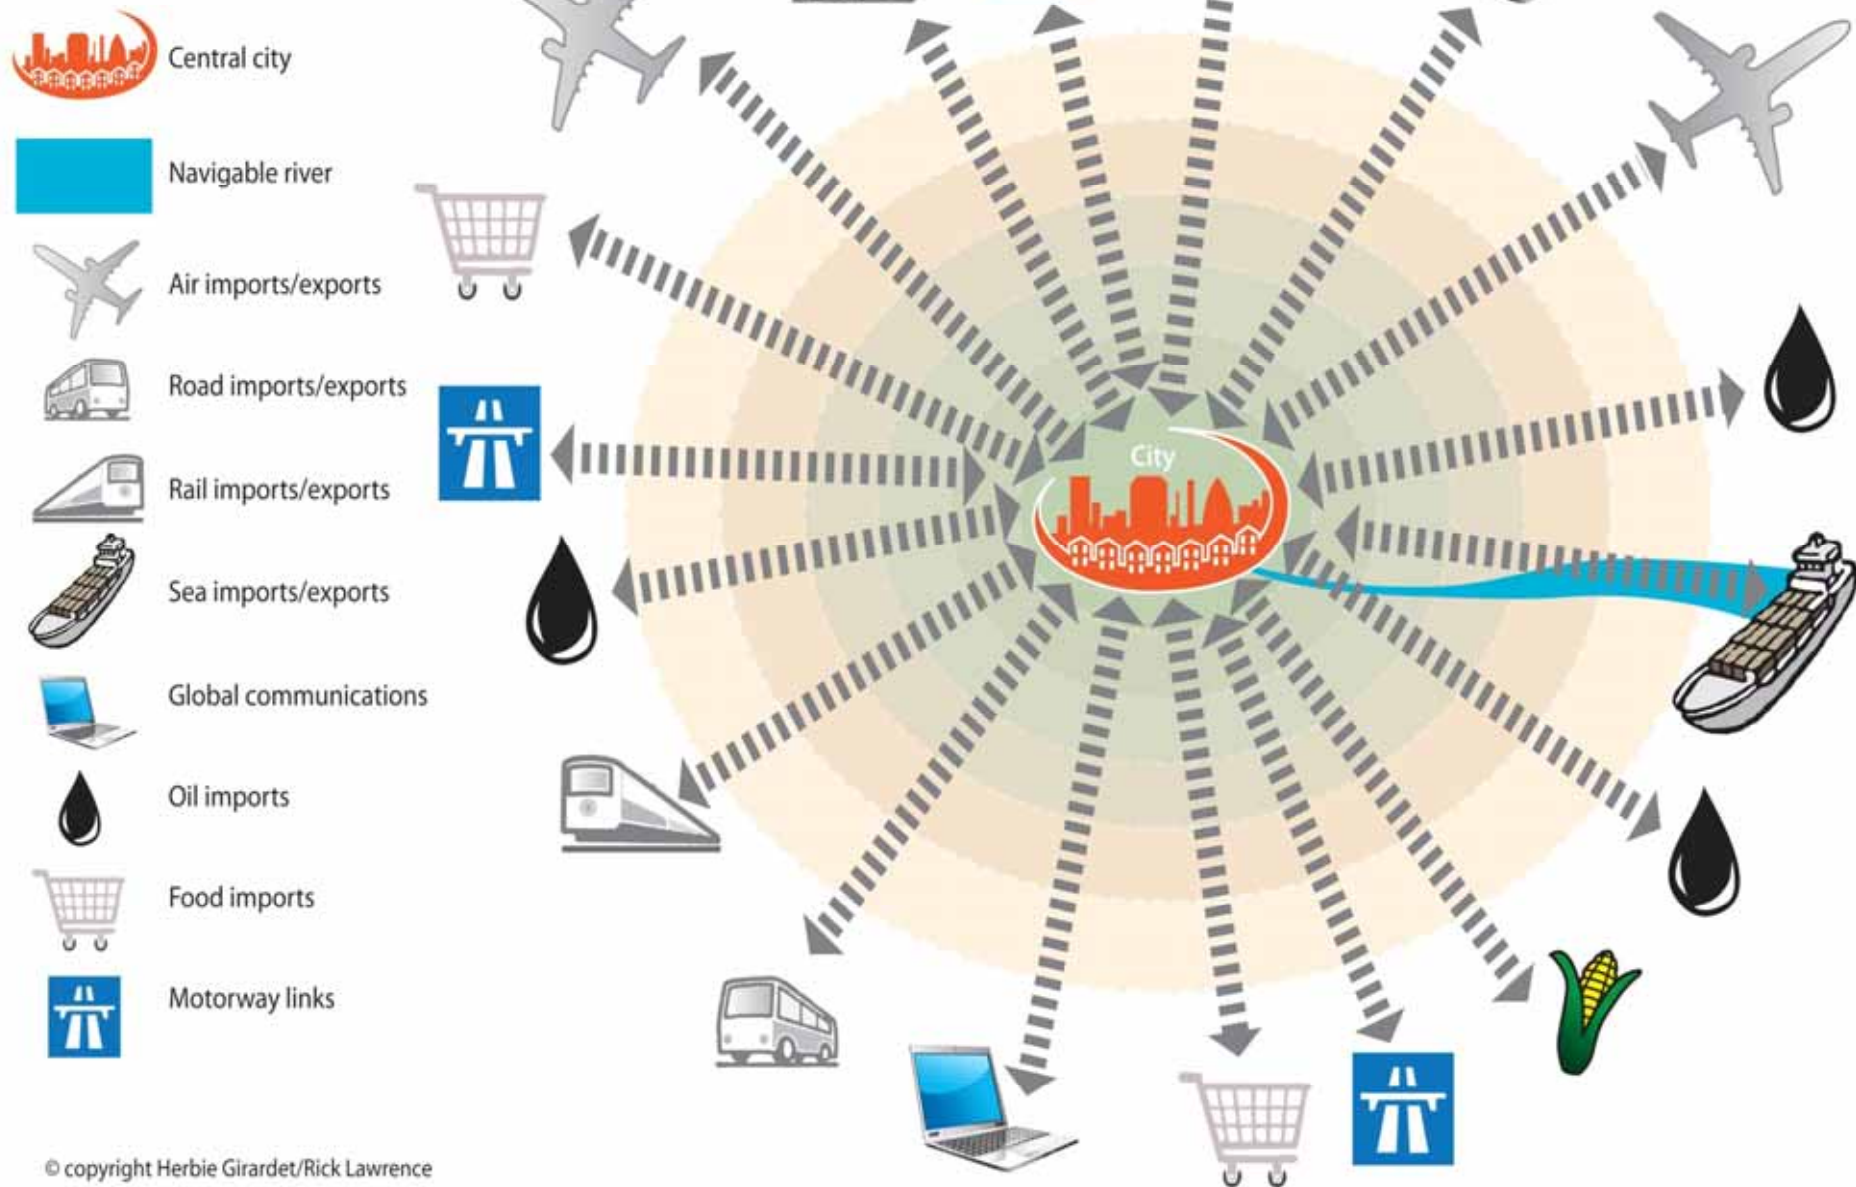 Central city
Navigable river
Air imports/exports
Road imports/exports
Rail imports/exports
Sea imports/exports
Global communications
Oil imports
Food imports
Motorway links
City
© copyright Herbie Girardet/Rick Lawrence